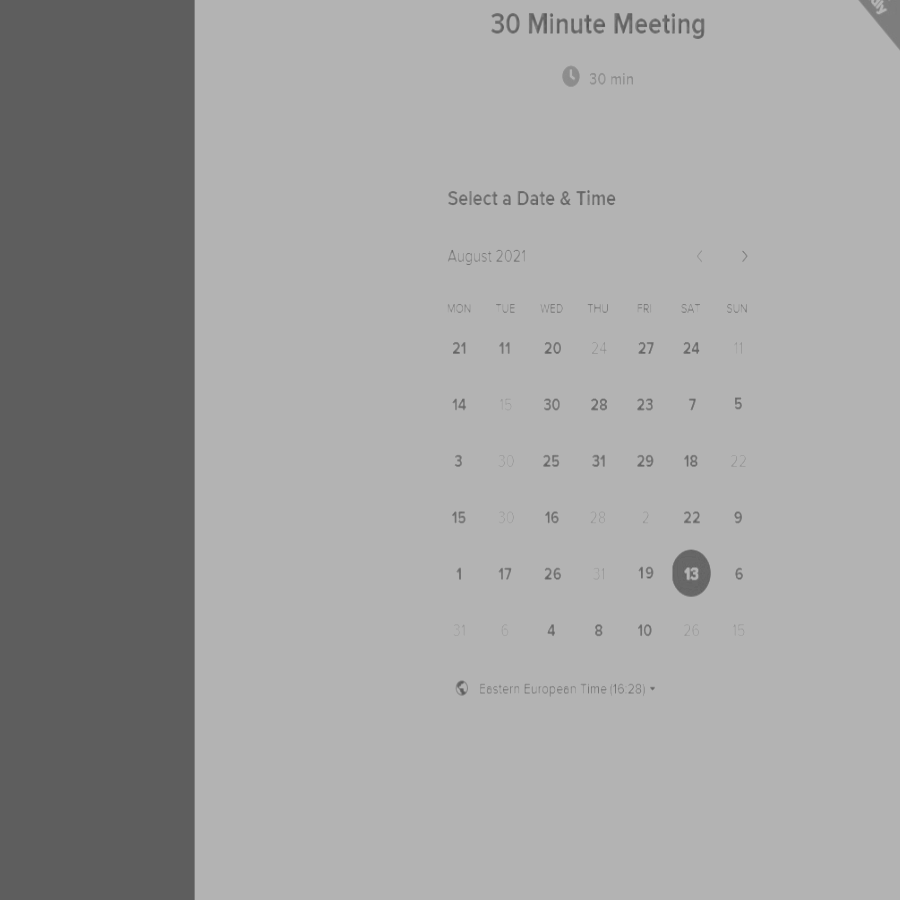 30 Minute Meeting
30 min
Select a Date & Time
August 2021
MON TUE WED THU FRI SAT SUN
21 11 20 24 27 24 11
14 15 30 28 23 7 5
3 30 25 31 29 18 22
15 30 16 28 2 22 9
1 17 26 31 19 13 6
31 6 4 8 10 26 15
Eastern European Time (16:28)